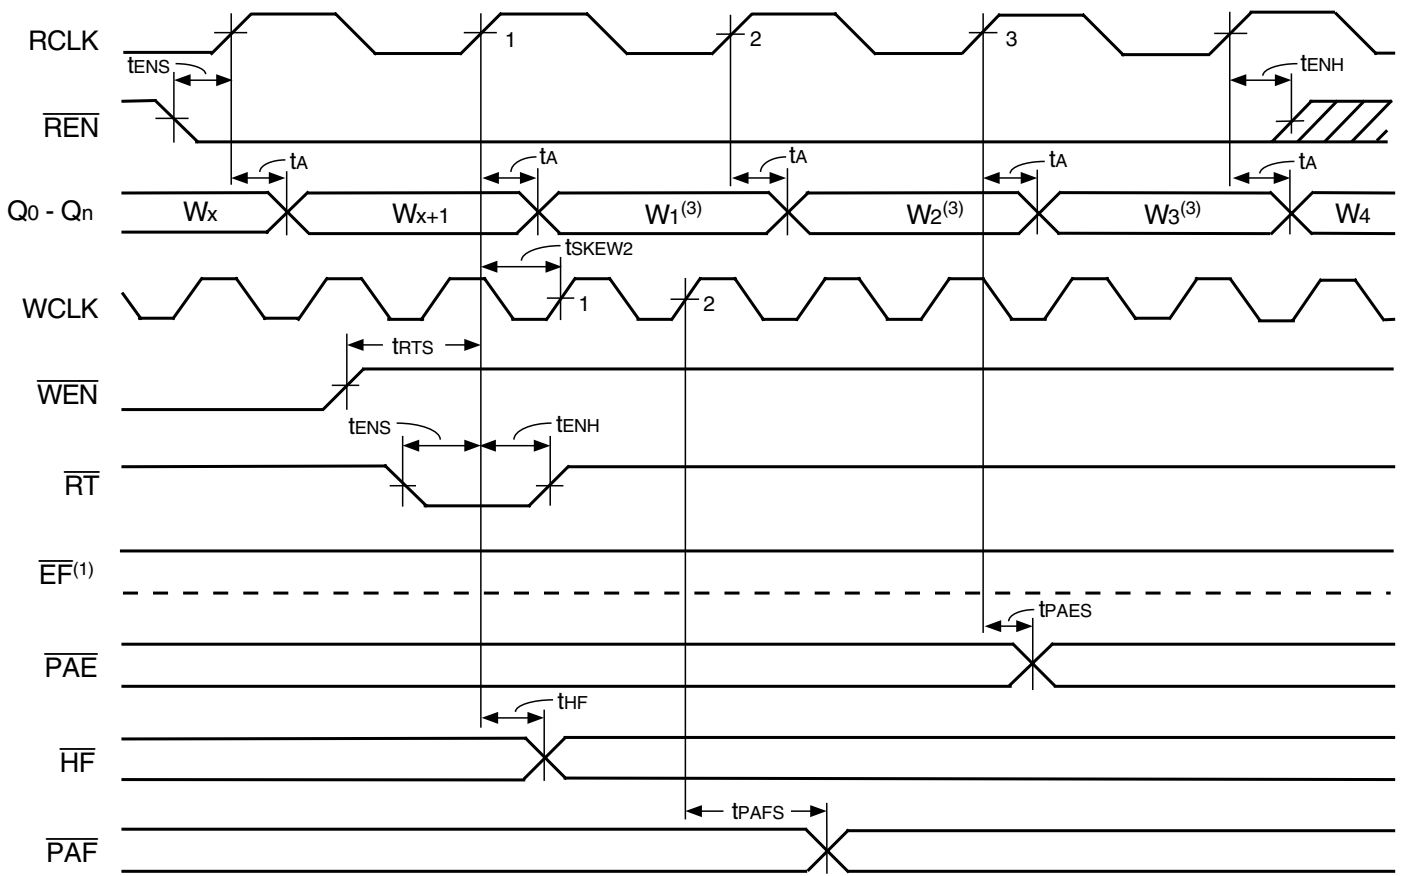 RCLK 1 2 3
tENS tENH
REN
tA tA tA tA tA
Q0 - Qn Wx Wx+1 W1(3) W2(3) W3(3) W4
tSKEW2
WCLK 1 2
tRTS
WEN
tENS tENH
RT
EF(1)
tPAES
PAE
tHF
HF
tPAFS
PAF